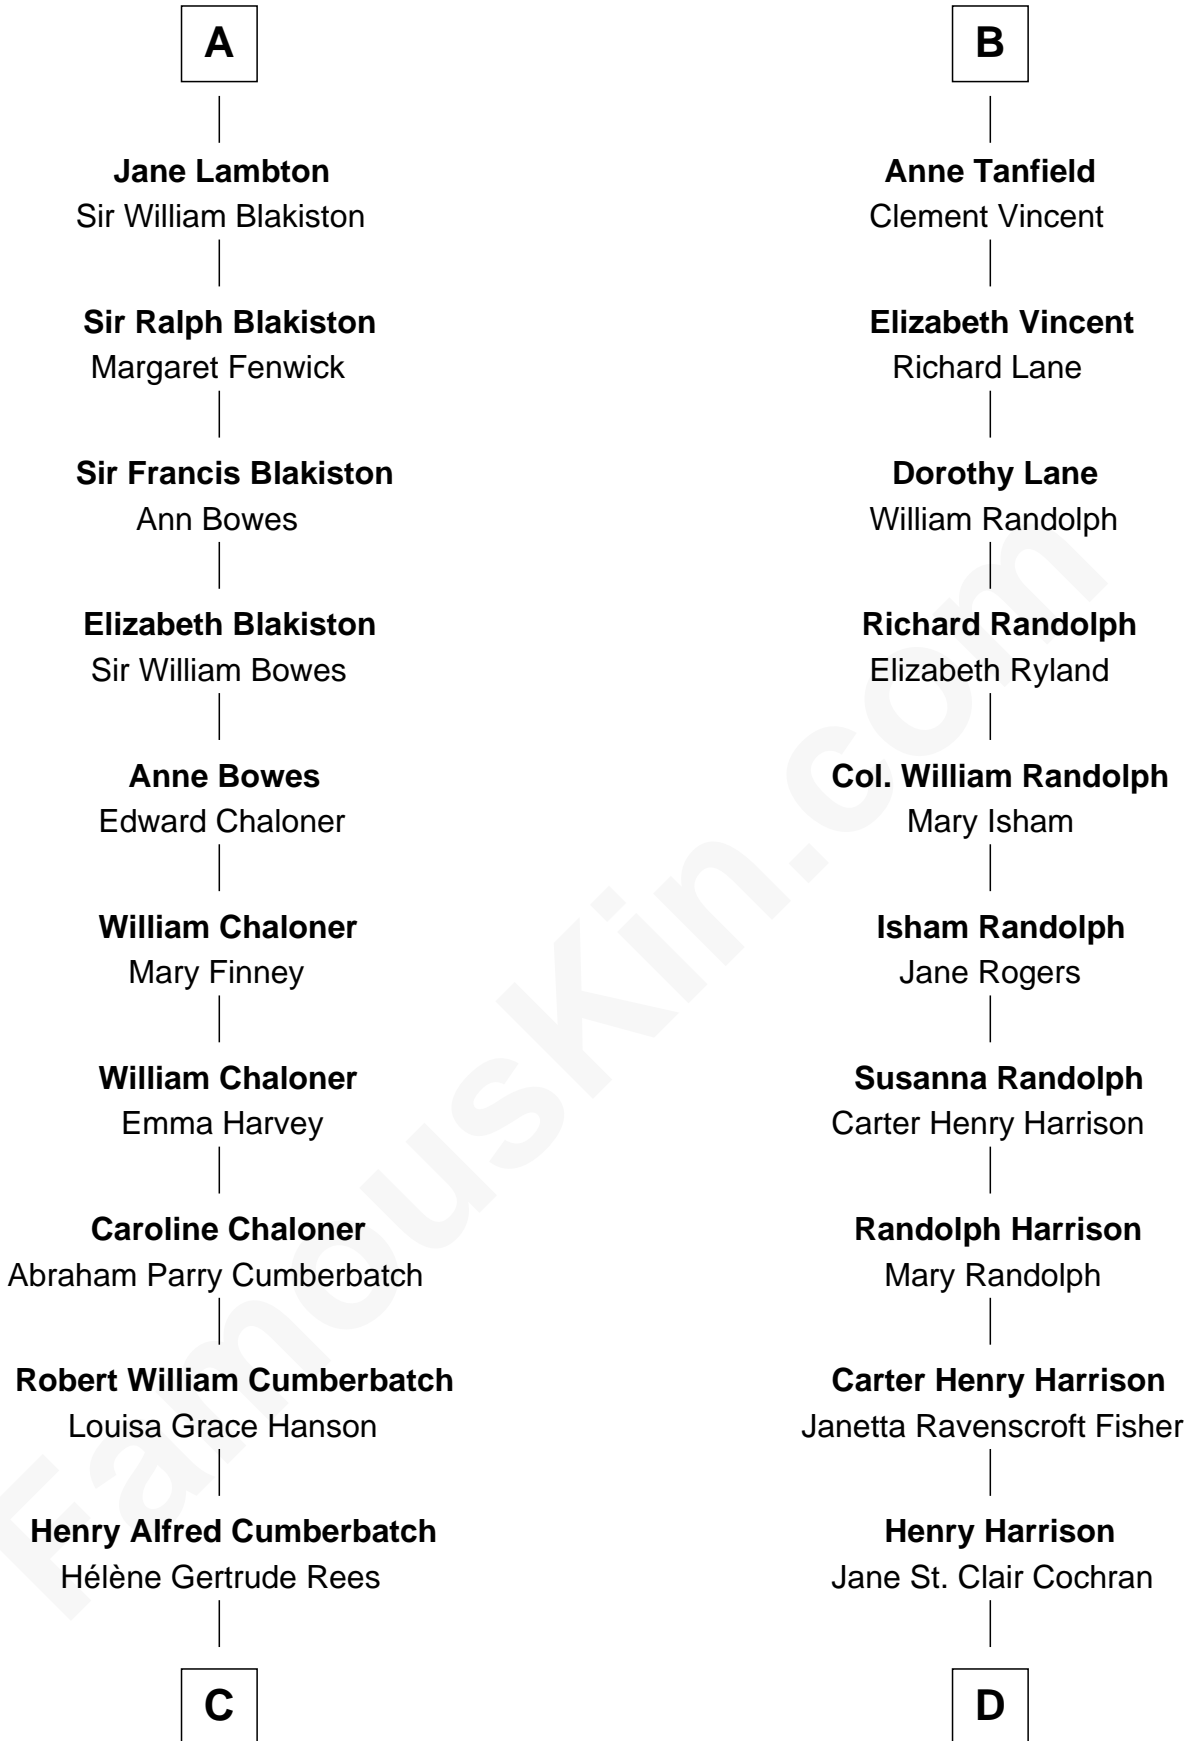 A
Jane Lambton
Sir William Blakiston
Sir Ralph Blakiston
Margaret Fenwick
Sir Francis Blakiston
Ann Bowes
Elizabeth Blakiston
Sir William Bowes
Anne Bowes
Edward Chaloner
William Chaloner
Mary Finney
William Chaloner
Emma Harvey
Caroline Chaloner
Abraham Parry Cumberbatch
Robert William Cumberbatch
Louisa Grace Hanson
Henry Alfred Cumberbatch
Hélène Gertrude Rees
C
B
Anne Tanfield
Clement Vincent
Elizabeth Vincent
Richard Lane
Dorothy Lane
William Randolph
Richard Randolph
Elizabeth Ryland
Col. William Randolph
Mary Isham
Isham Randolph
Jane Rogers
Susanna Randolph
Carter Henry Harrison
Randolph Harrison
Mary Randolph
Carter Henry Harrison
Janetta Ravenscroft Fisher
Henry Harrison
Jane St. Clair Cochran
D
FamousKin.com